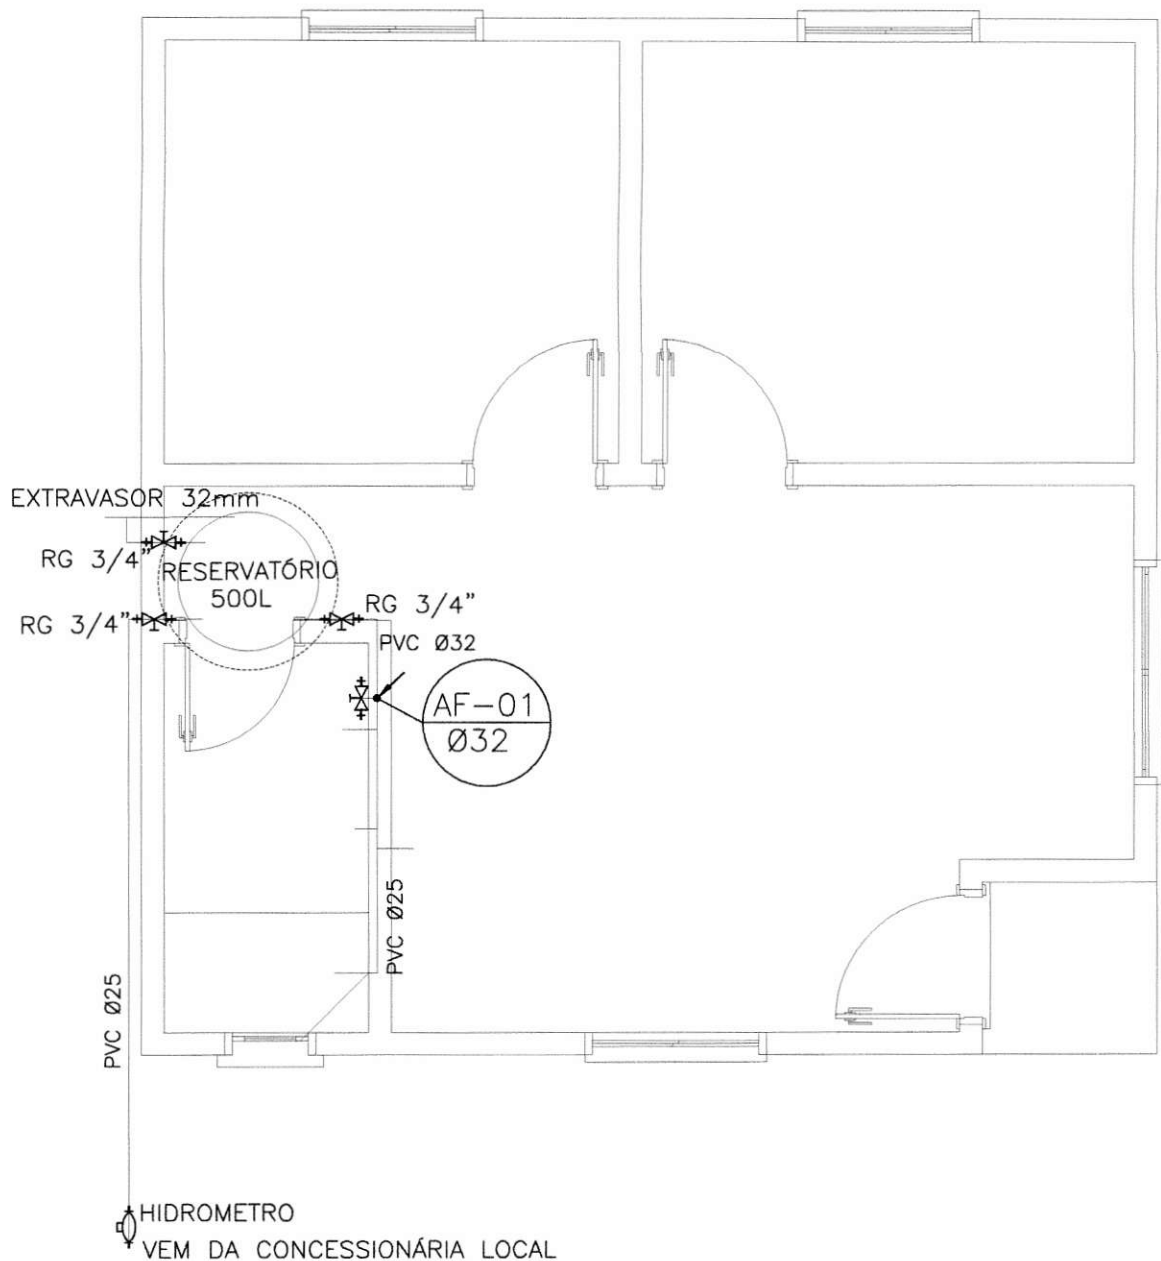 EXTRAVASOR 32mm
RG 3/4"
RESERVATÓRIO
500L
RG 3/4"
RG 3/4"
PVC Ø32
AF-01
Ø32
PVC Ø25
PVC Ø25
HIDROMETRO
VEM DA CONCESSIONÁRIA LOCAL